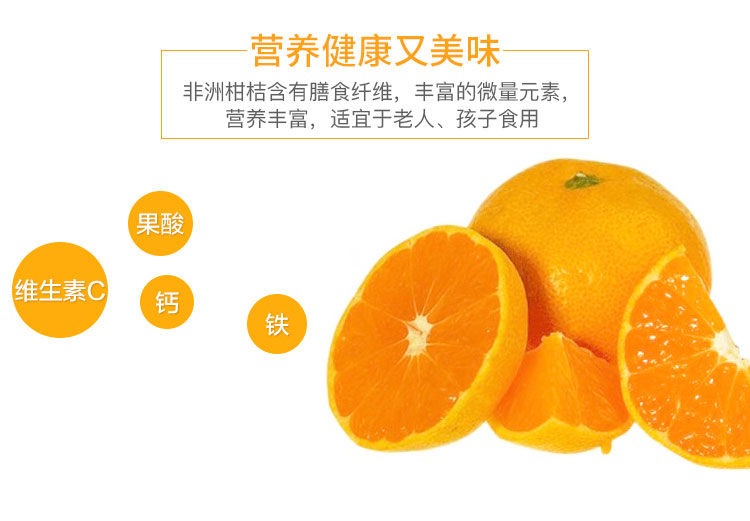 营养健康又美味
非洲柑桔含有膳食纤维，丰富的微量元素，
营养丰富，适宜于老人、孩子食用
果酸
维生素C
钙
铁